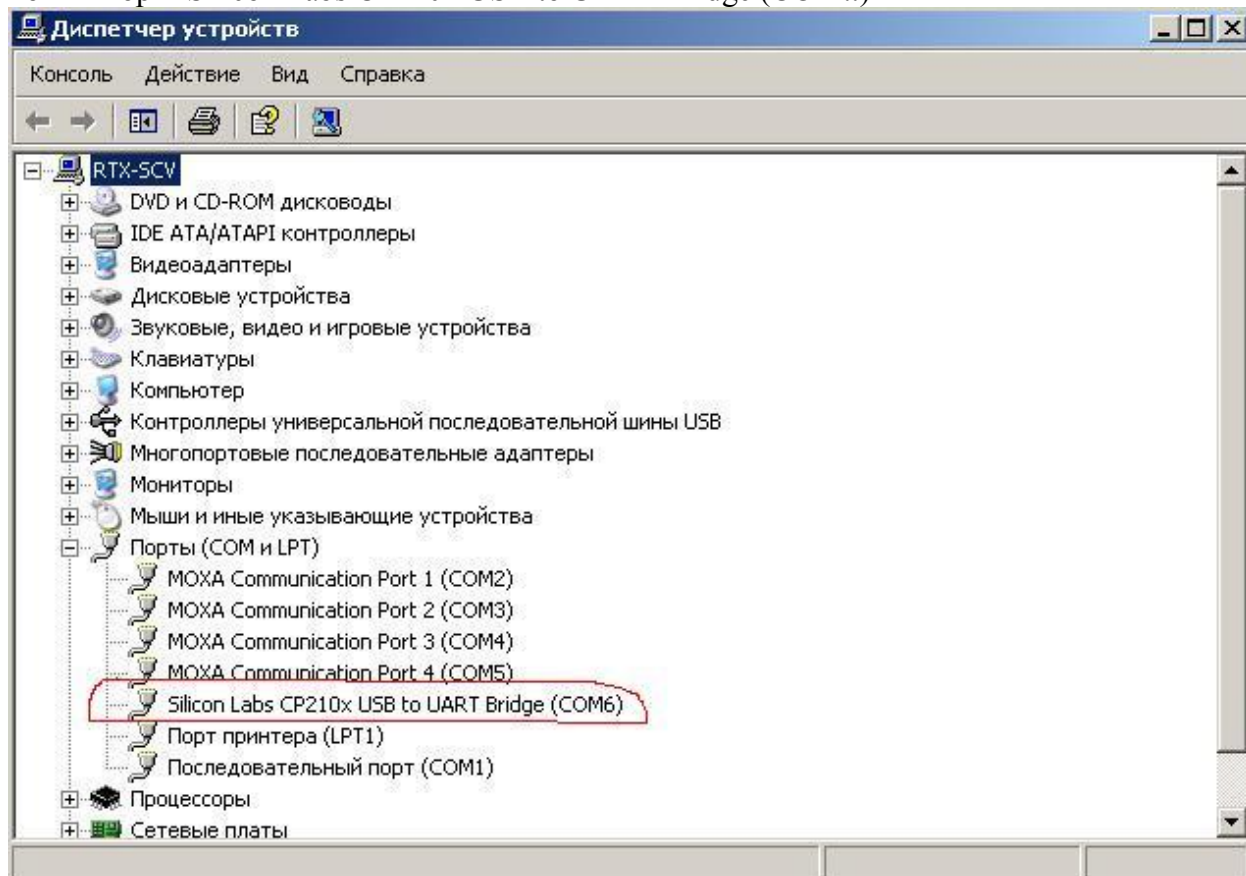 Диспетчер устройств
Консоль Действие Вид Справка
RTX-SCV
DVD и CD-ROM дисководы
IDE ATA/ATAPI контроллеры
Видеоадаптеры
Дисковые устройства
Звуковые, видео и игровые устройства
Клавиатуры
Компьютер
Контроллеры универсальной последовательной шины USB
Многопортовые последовательные адаптеры
Мониторы
Мыши и иные указывающие устройства
Порты (COM и LPT)
MOXA Communication Port 1 (COM2)
MOXA Communication Port 2 (COM3)
MOXA Communication Port 3 (COM4)
MOXA Communication Port 4 (COM5)
Silicon Labs CP210x USB to UART Bridge (COM6)
Порт принтера (LPT1)
Последовательный порт (COM1)
Процессоры
Сетевые платы